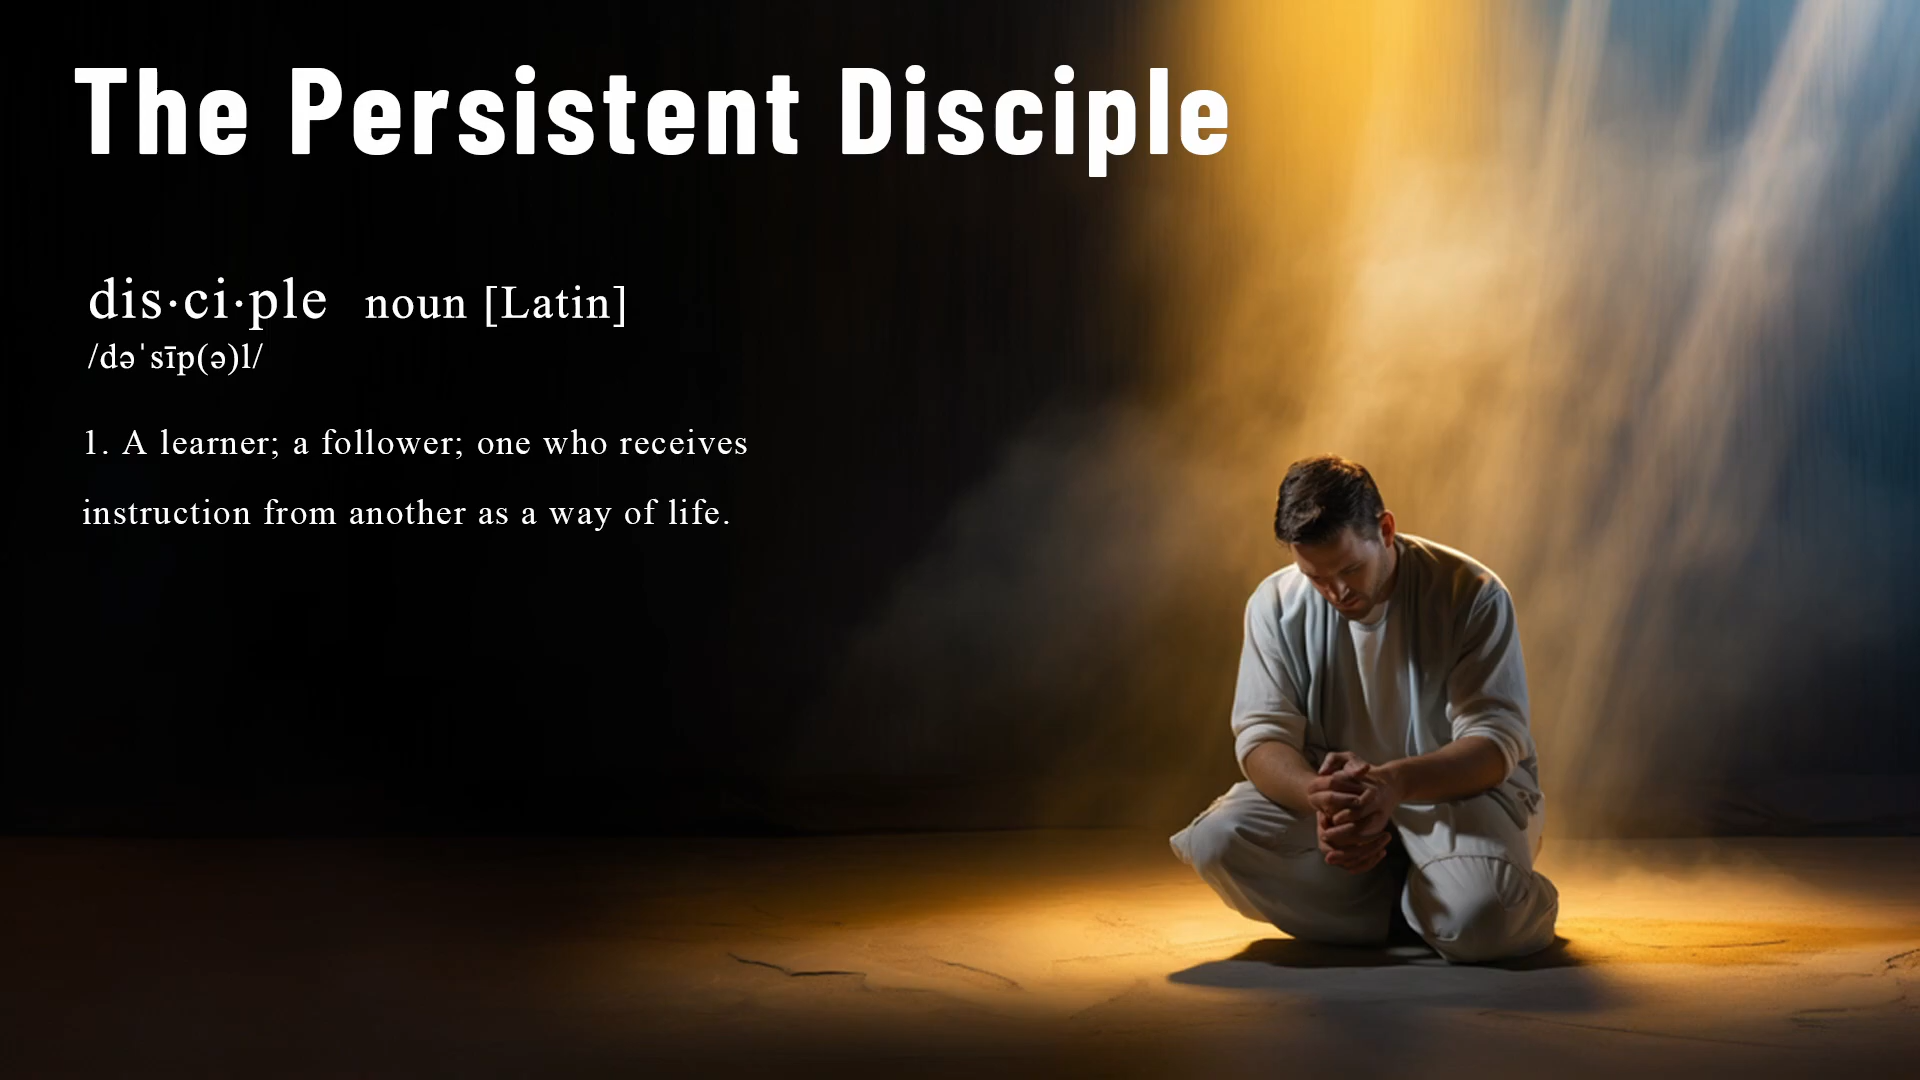 The Persistent Disciple
dis·ci·ple noun [Latin]
/dəˈsīp(ə)l/
1. A learner; a follower; one who receives
instruction from another as a way of life.